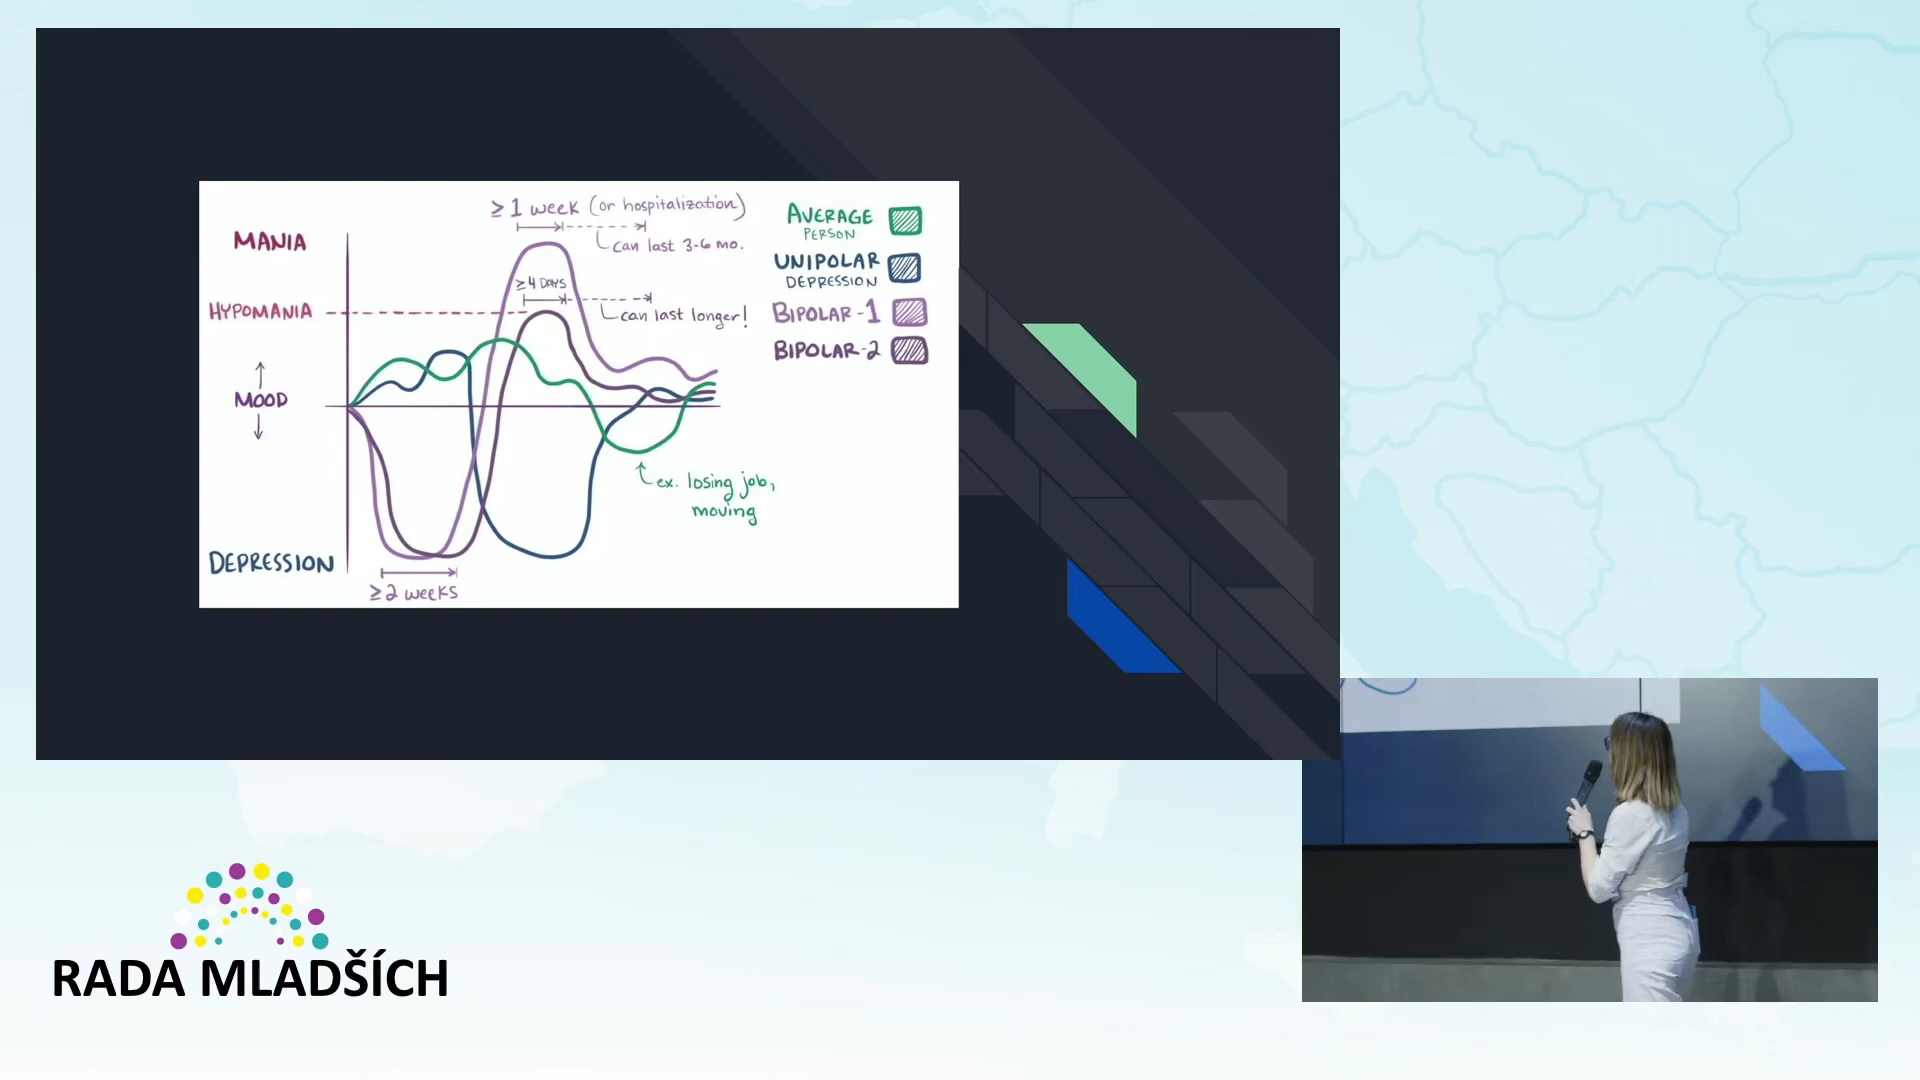 ≥ 1 week (or hospitalization)
can last 3-6 mo.
MANIA
≥ 4 DAYS
HYPOMANIA
can last longer!
↑
MOOD
↓
ex. losing job,
moving
DEPRESSION
≥ 2 weeks
AVERAGE
PERSON
UNIPOLAR
DEPRESSION
BIPOLAR-1
BIPOLAR-2
RADA MLADŠÍCH